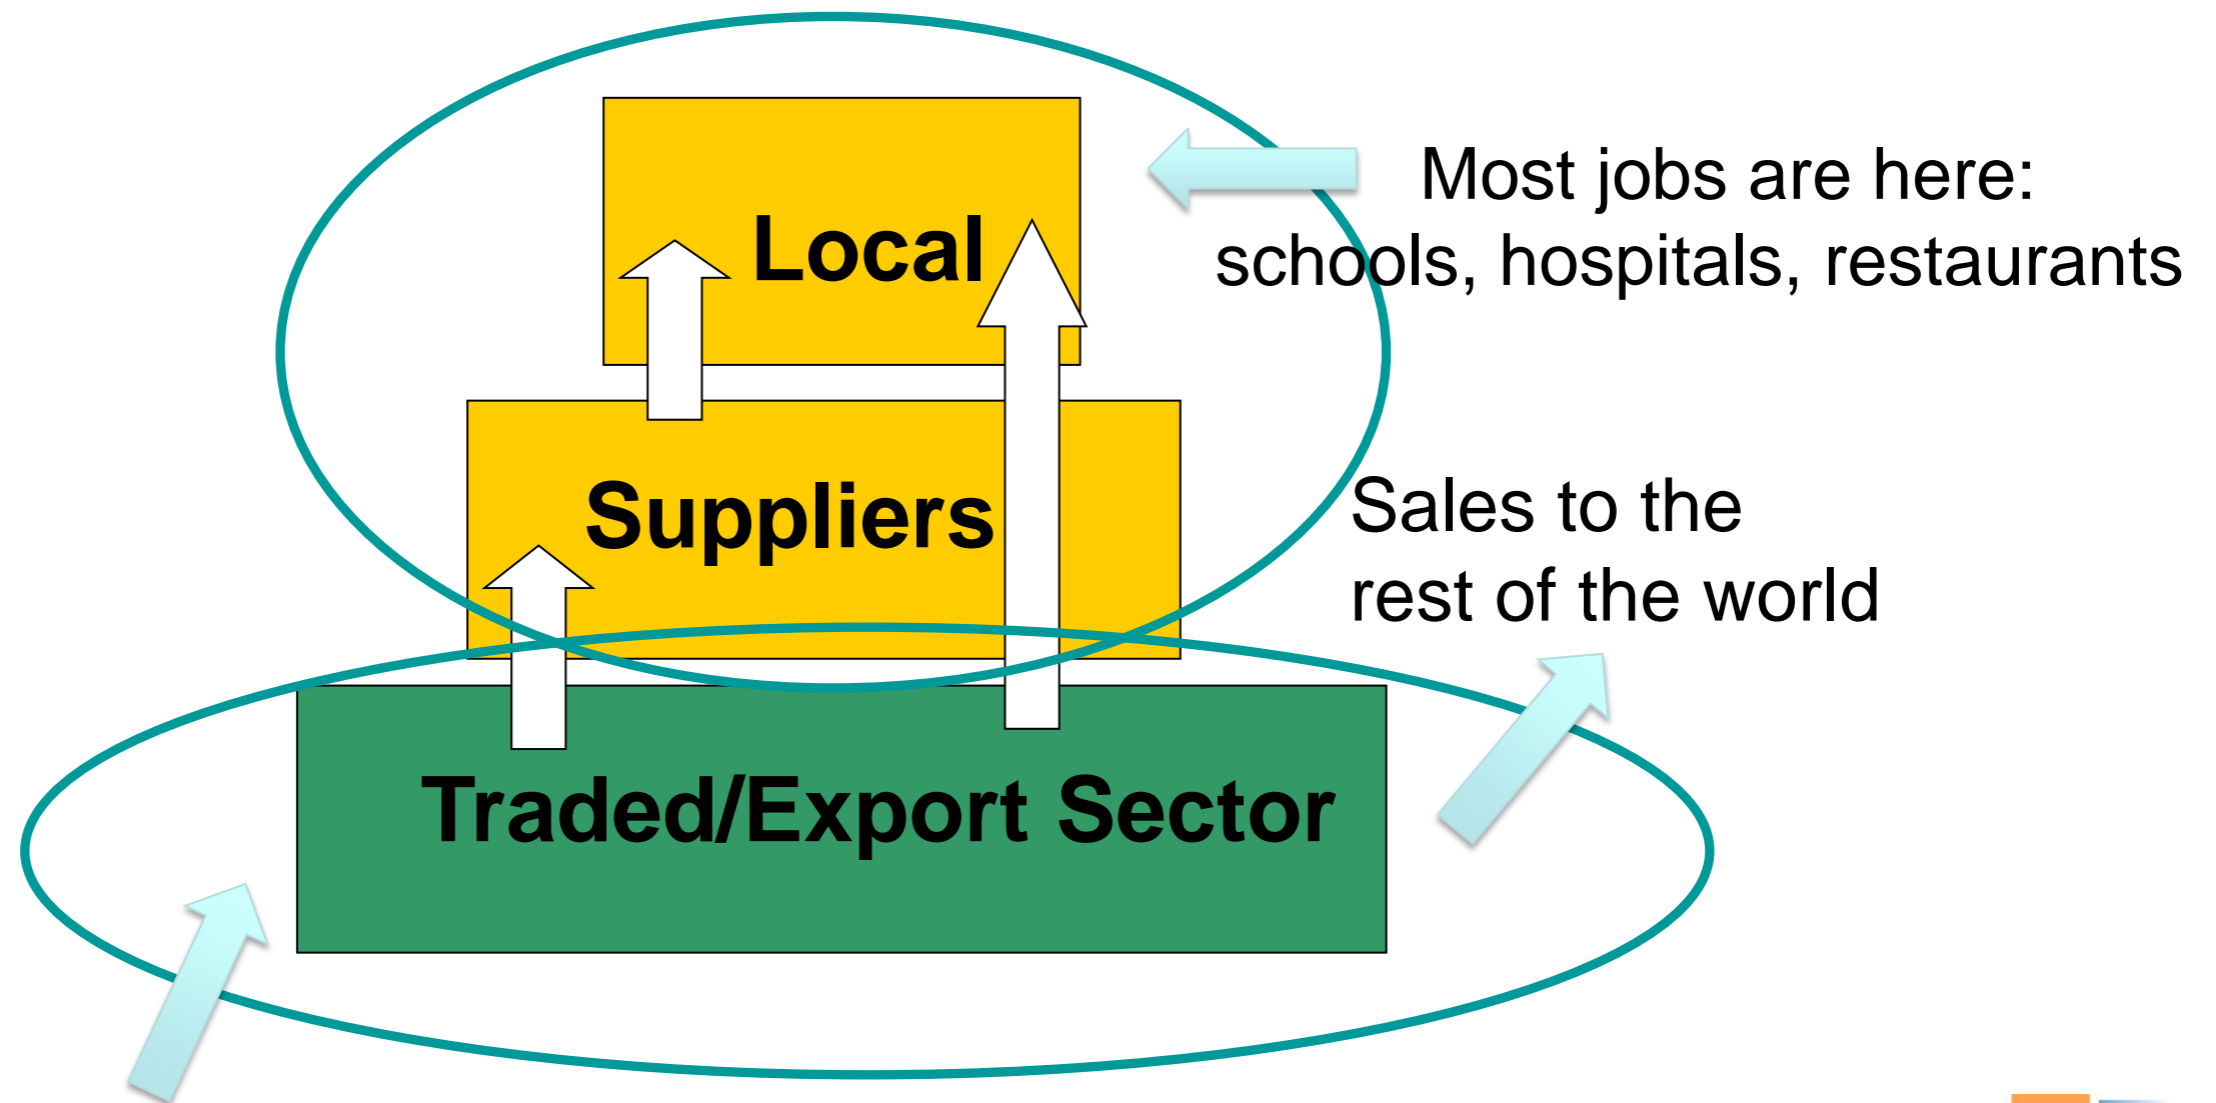 Local
Most jobs are here:
schools, hospitals, restaurants
Suppliers
Sales to the
rest of the world
Traded/Export Sector